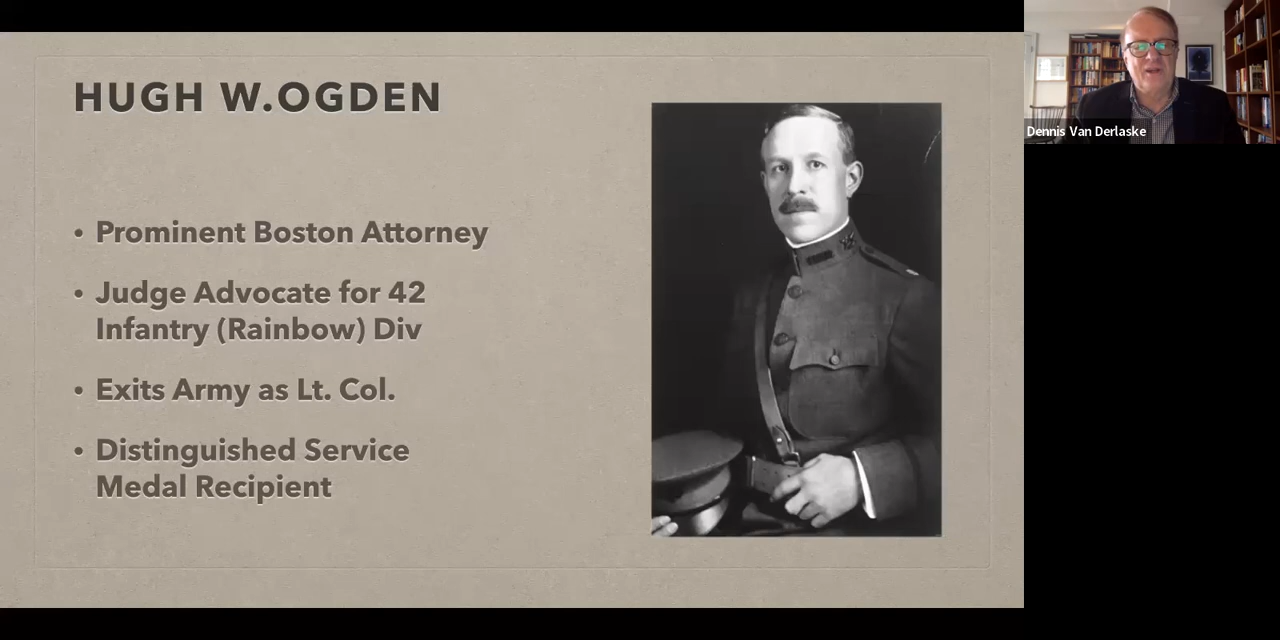 HUGH W.OGDEN
• Prominent Boston Attorney
• Judge Advocate for 42
Infantry (Rainbow) Div
• Exits Army as Lt. Col.
• Distinguished Service
Medal Recipient
Dennis Van Derlaske